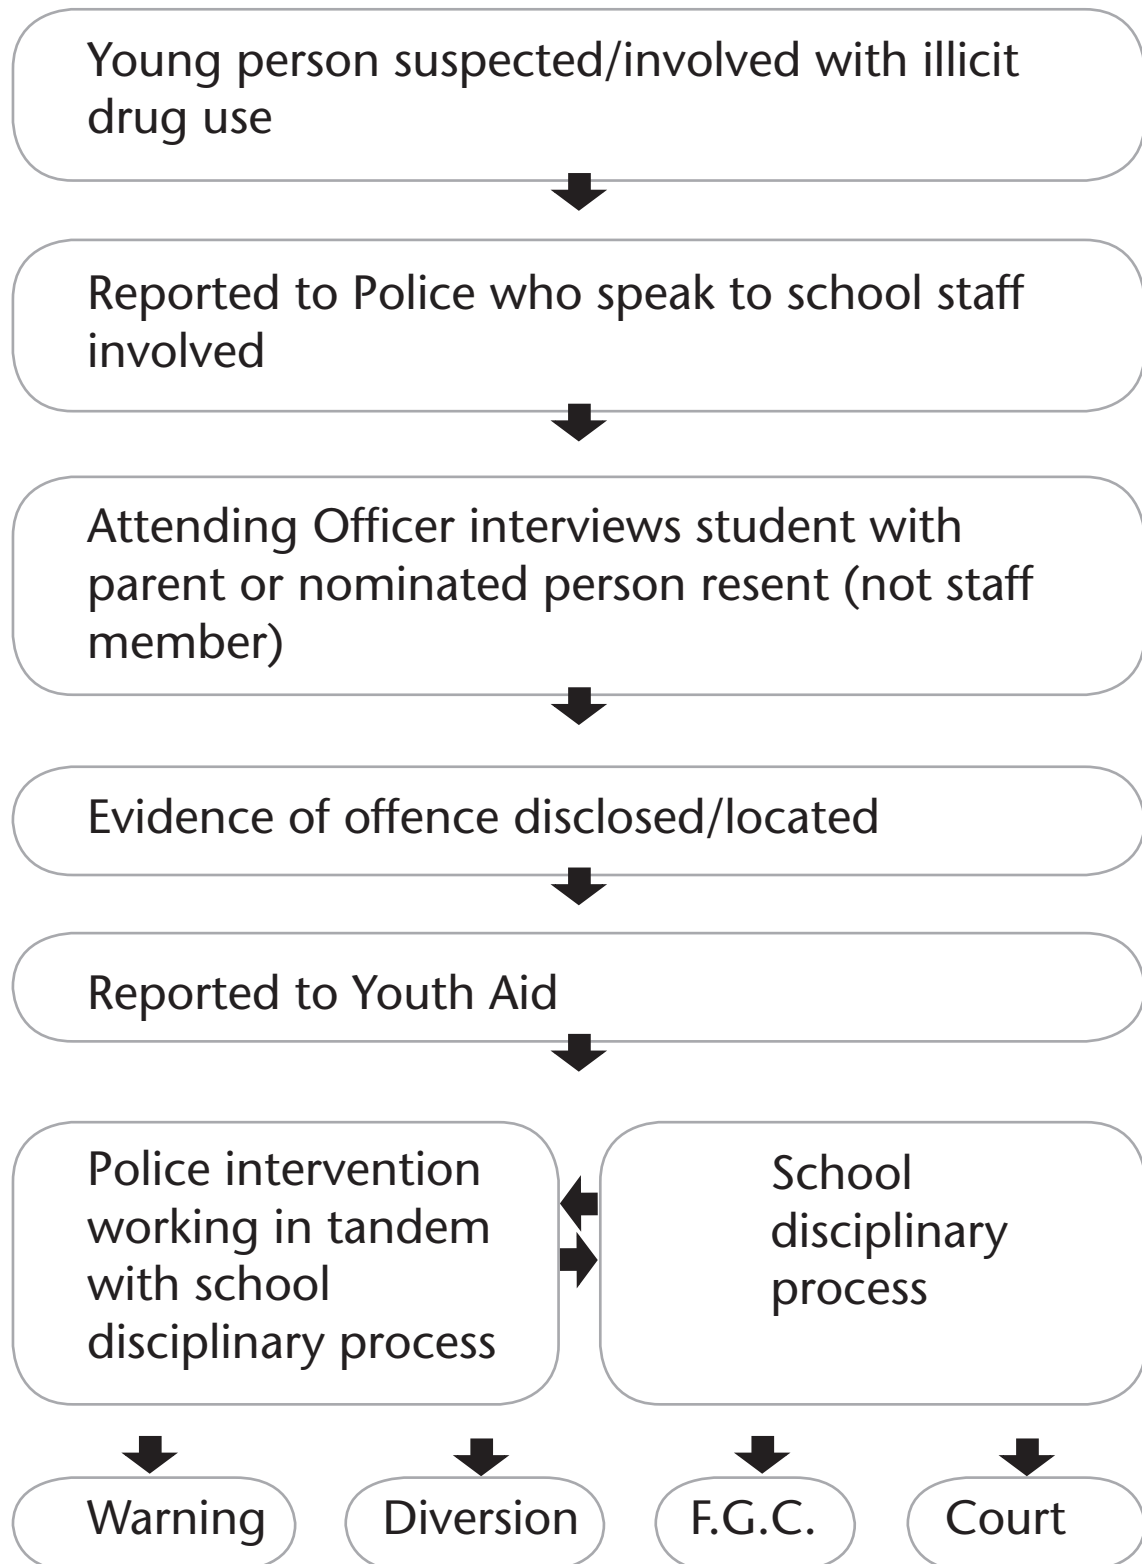 Young person suspected/involved with illicit
drug use
Reported to Police who speak to school staff
involved
Attending Officer interviews student with
parent or nominated person resent (not staff
member)
Evidence of offence disclosed/located
Reported to Youth Aid
Police intervention
working in tandem
with school
disciplinary process
School
disciplinary
process
Warning
Diversion
F.G.C.
Court